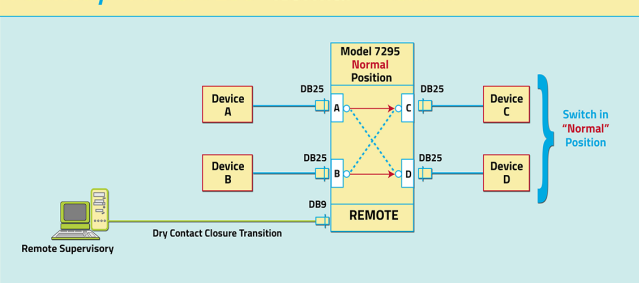 Model 7295
Normal
Position
DB25
DB25
Device
A
A
C
Device
C
Switch in
“Normal”
Position
DB25
DB25
Device
B
B
D
Device
D
DB9
REMOTE
Dry Contact Closure Transition
Remote Supervisory